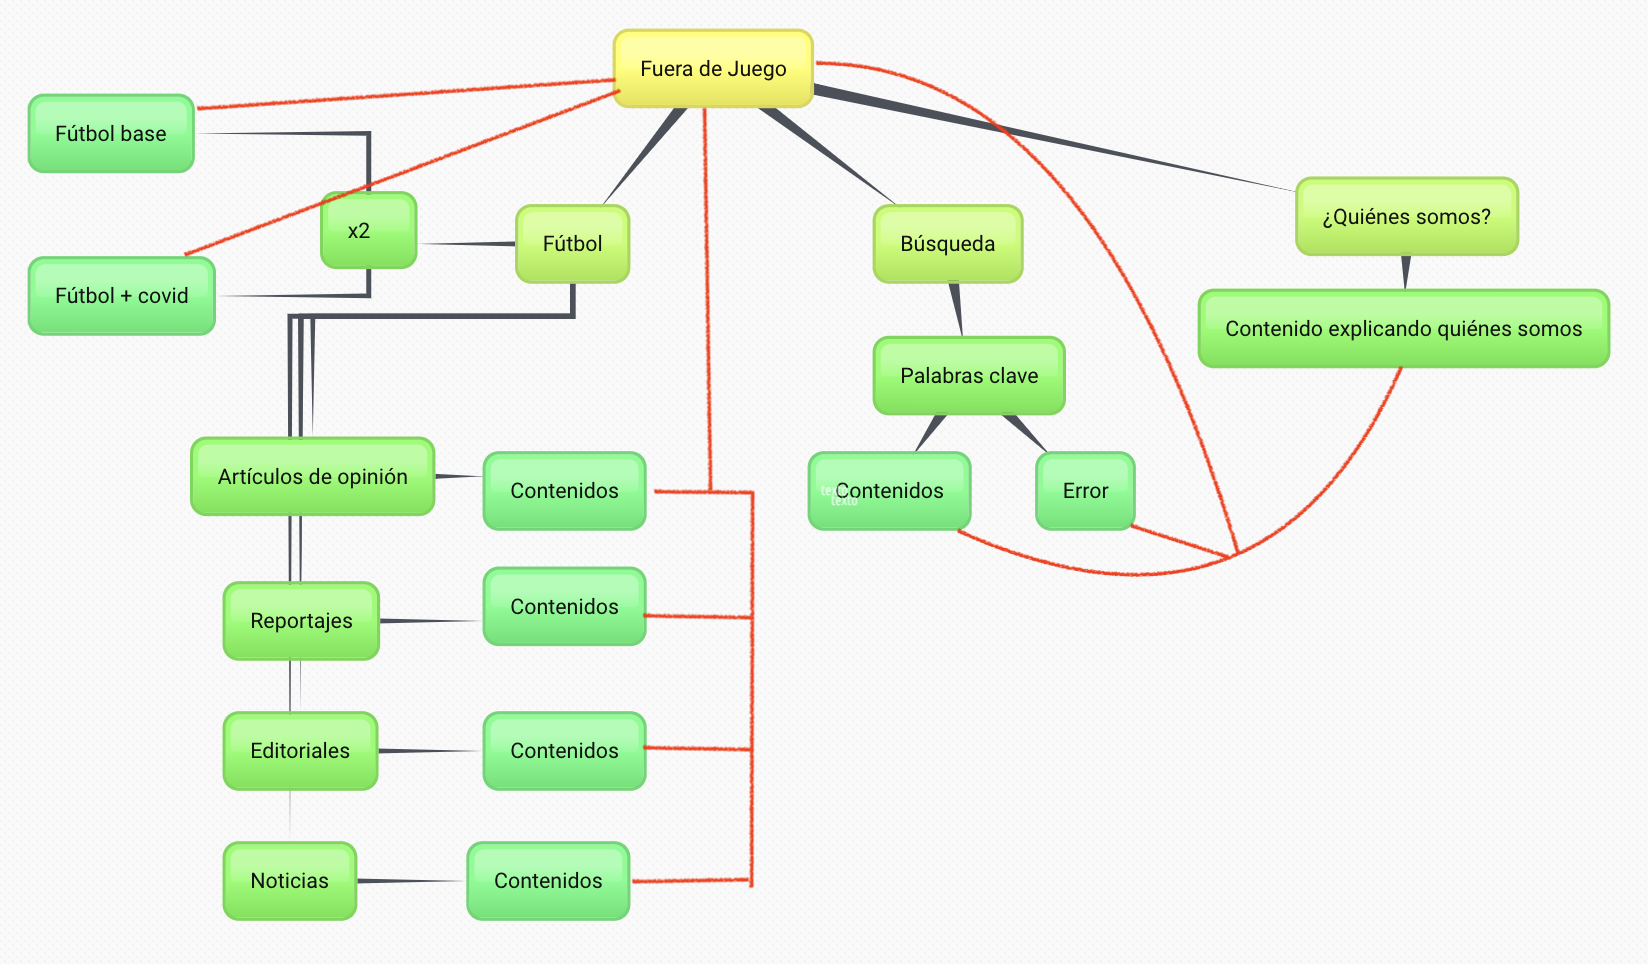 Fuera de Juego
Fútbol base
x2
Fútbol + covid
Fútbol
Búsqueda
¿Quiénes somos?
Contenido explicando quiénes somos
Palabras clave
Artículos de opinión
Contenidos
texto
Contenidos
Error
Reportajes
Contenidos
Editoriales
Contenidos
Noticias
Contenidos